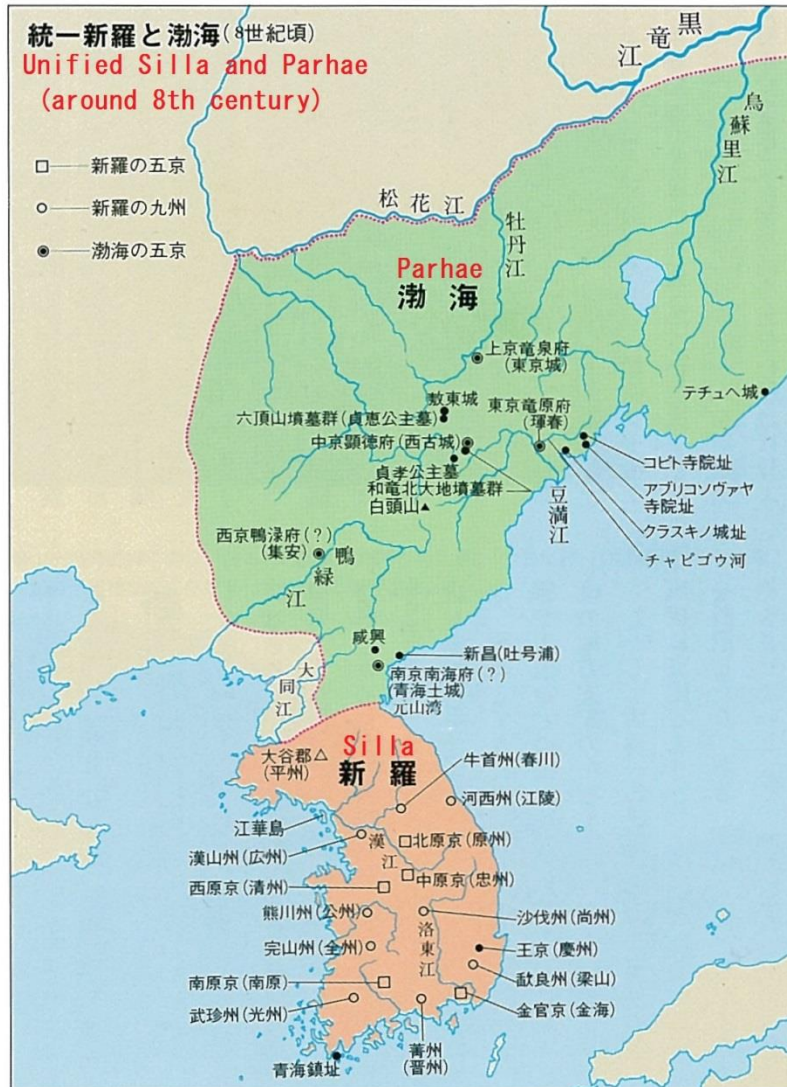 統一新羅と渤海(8世紀頃)
Unified Silla and Parhae
(around 8th century)
新羅の五京
新羅の九州
渤海の五京
黒竜江
烏蘇里江
松花江
牡丹江
Parhae
渤海
上京竜泉府
(東京城)
敖東城
六頂山墳墓群(貞恵公主墓)
東京竜原府
(琿春)
中京顕徳府(西古城)
テチュヘ城
貞孝公主墓
和竜北大地墳墓群
白頭山
コピト寺院址
アブリコソヴァヤ
寺院址
クラスキノ城址
チャピゴウ河
豆満江
西京鴨渌府(?)
(集安)
鴨緑江
咸興
新昌(吐号浦)
南京南海府(?)
(青海土城)
元山湾
大同江
Silla
新羅
大谷郡
(平州)
牛首州(春川)
河西州(江陵)
江華島
漢江
北原京(原州)
漢山州(広州)
中原京(忠州)
西原京(清州)
熊川州(公州)
沙伐州(尚州)
洛東江
完山州(全州)
王京(慶州)
歃良州(梁山)
南原京(南原)
武珍州(光州)
金官京(金海)
菁州
(晋州)
青海鎮址